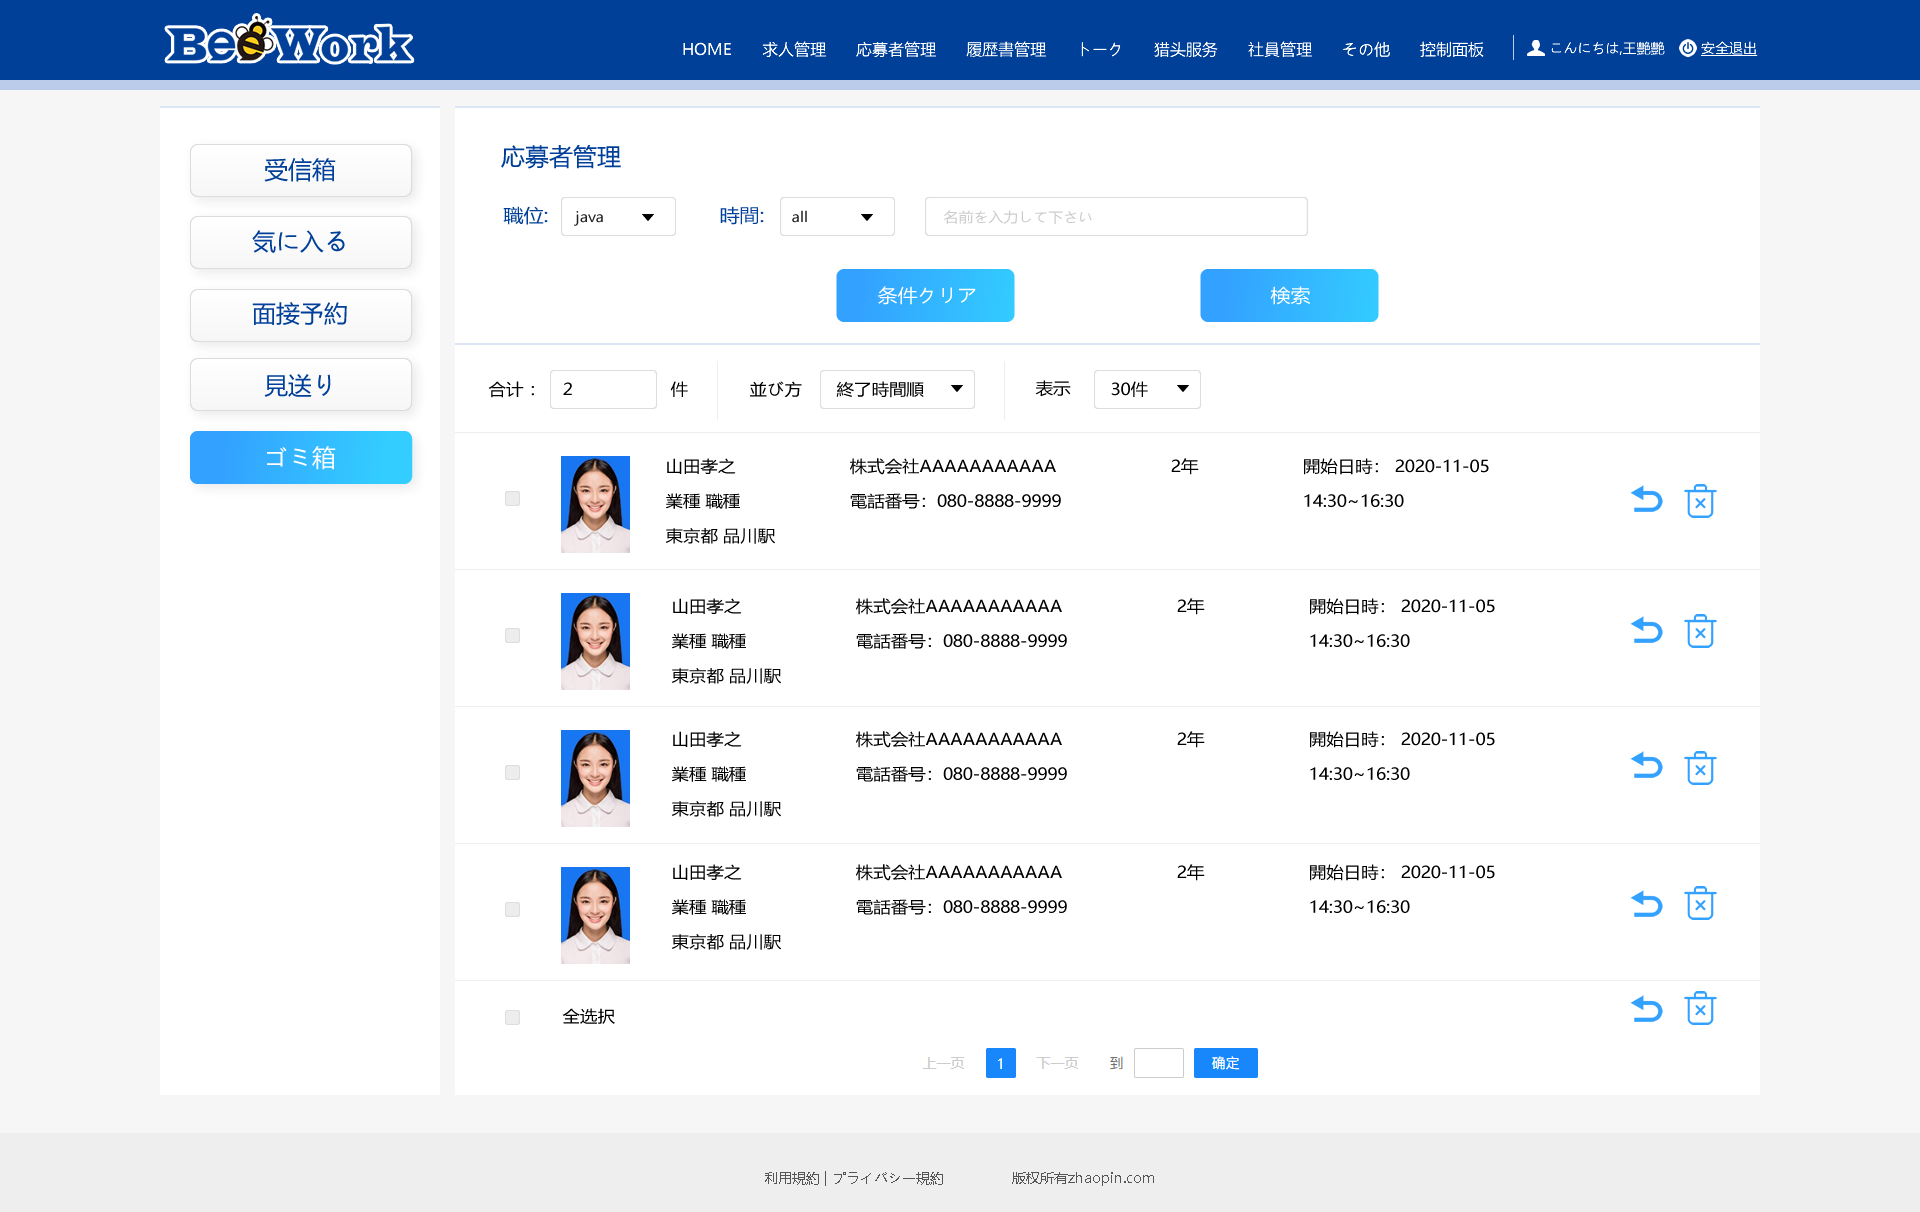 BeeWork
HOME 求人管理 応募者管理 履歴書管理 トーク 猎头服务 社員管理 その他 控制面板 こんにちは,王艷艷 安全退出
受信箱
気に入る
面接予約
見送り
ゴミ箱
応募者管理
職位: java 時間: all 名前を入力して下さい
条件クリア 検索
合计： 2 件 並び方 終了時間順 表示 30件
山田孝之 株式会社AAAAAAAAAAA 2年 開始日時： 2020-11-05
業種 職種 電話番号：080-8888-9999 14:30~16:30
東京都 品川駅
山田孝之 株式会社AAAAAAAAAAA 2年 開始日時： 2020-11-05
業種 職種 電話番号：080-8888-9999 14:30~16:30
東京都 品川駅
山田孝之 株式会社AAAAAAAAAAA 2年 開始日時： 2020-11-05
業種 職種 電話番号：080-8888-9999 14:30~16:30
東京都 品川駅
山田孝之 株式会社AAAAAAAAAAA 2年 開始日時： 2020-11-05
業種 職種 電話番号：080-8888-9999 14:30~16:30
東京都 品川駅
全选択
上一页 1 下一页 到 确定
利用規約 | プライバシー規約 版权所有zhaopin.com